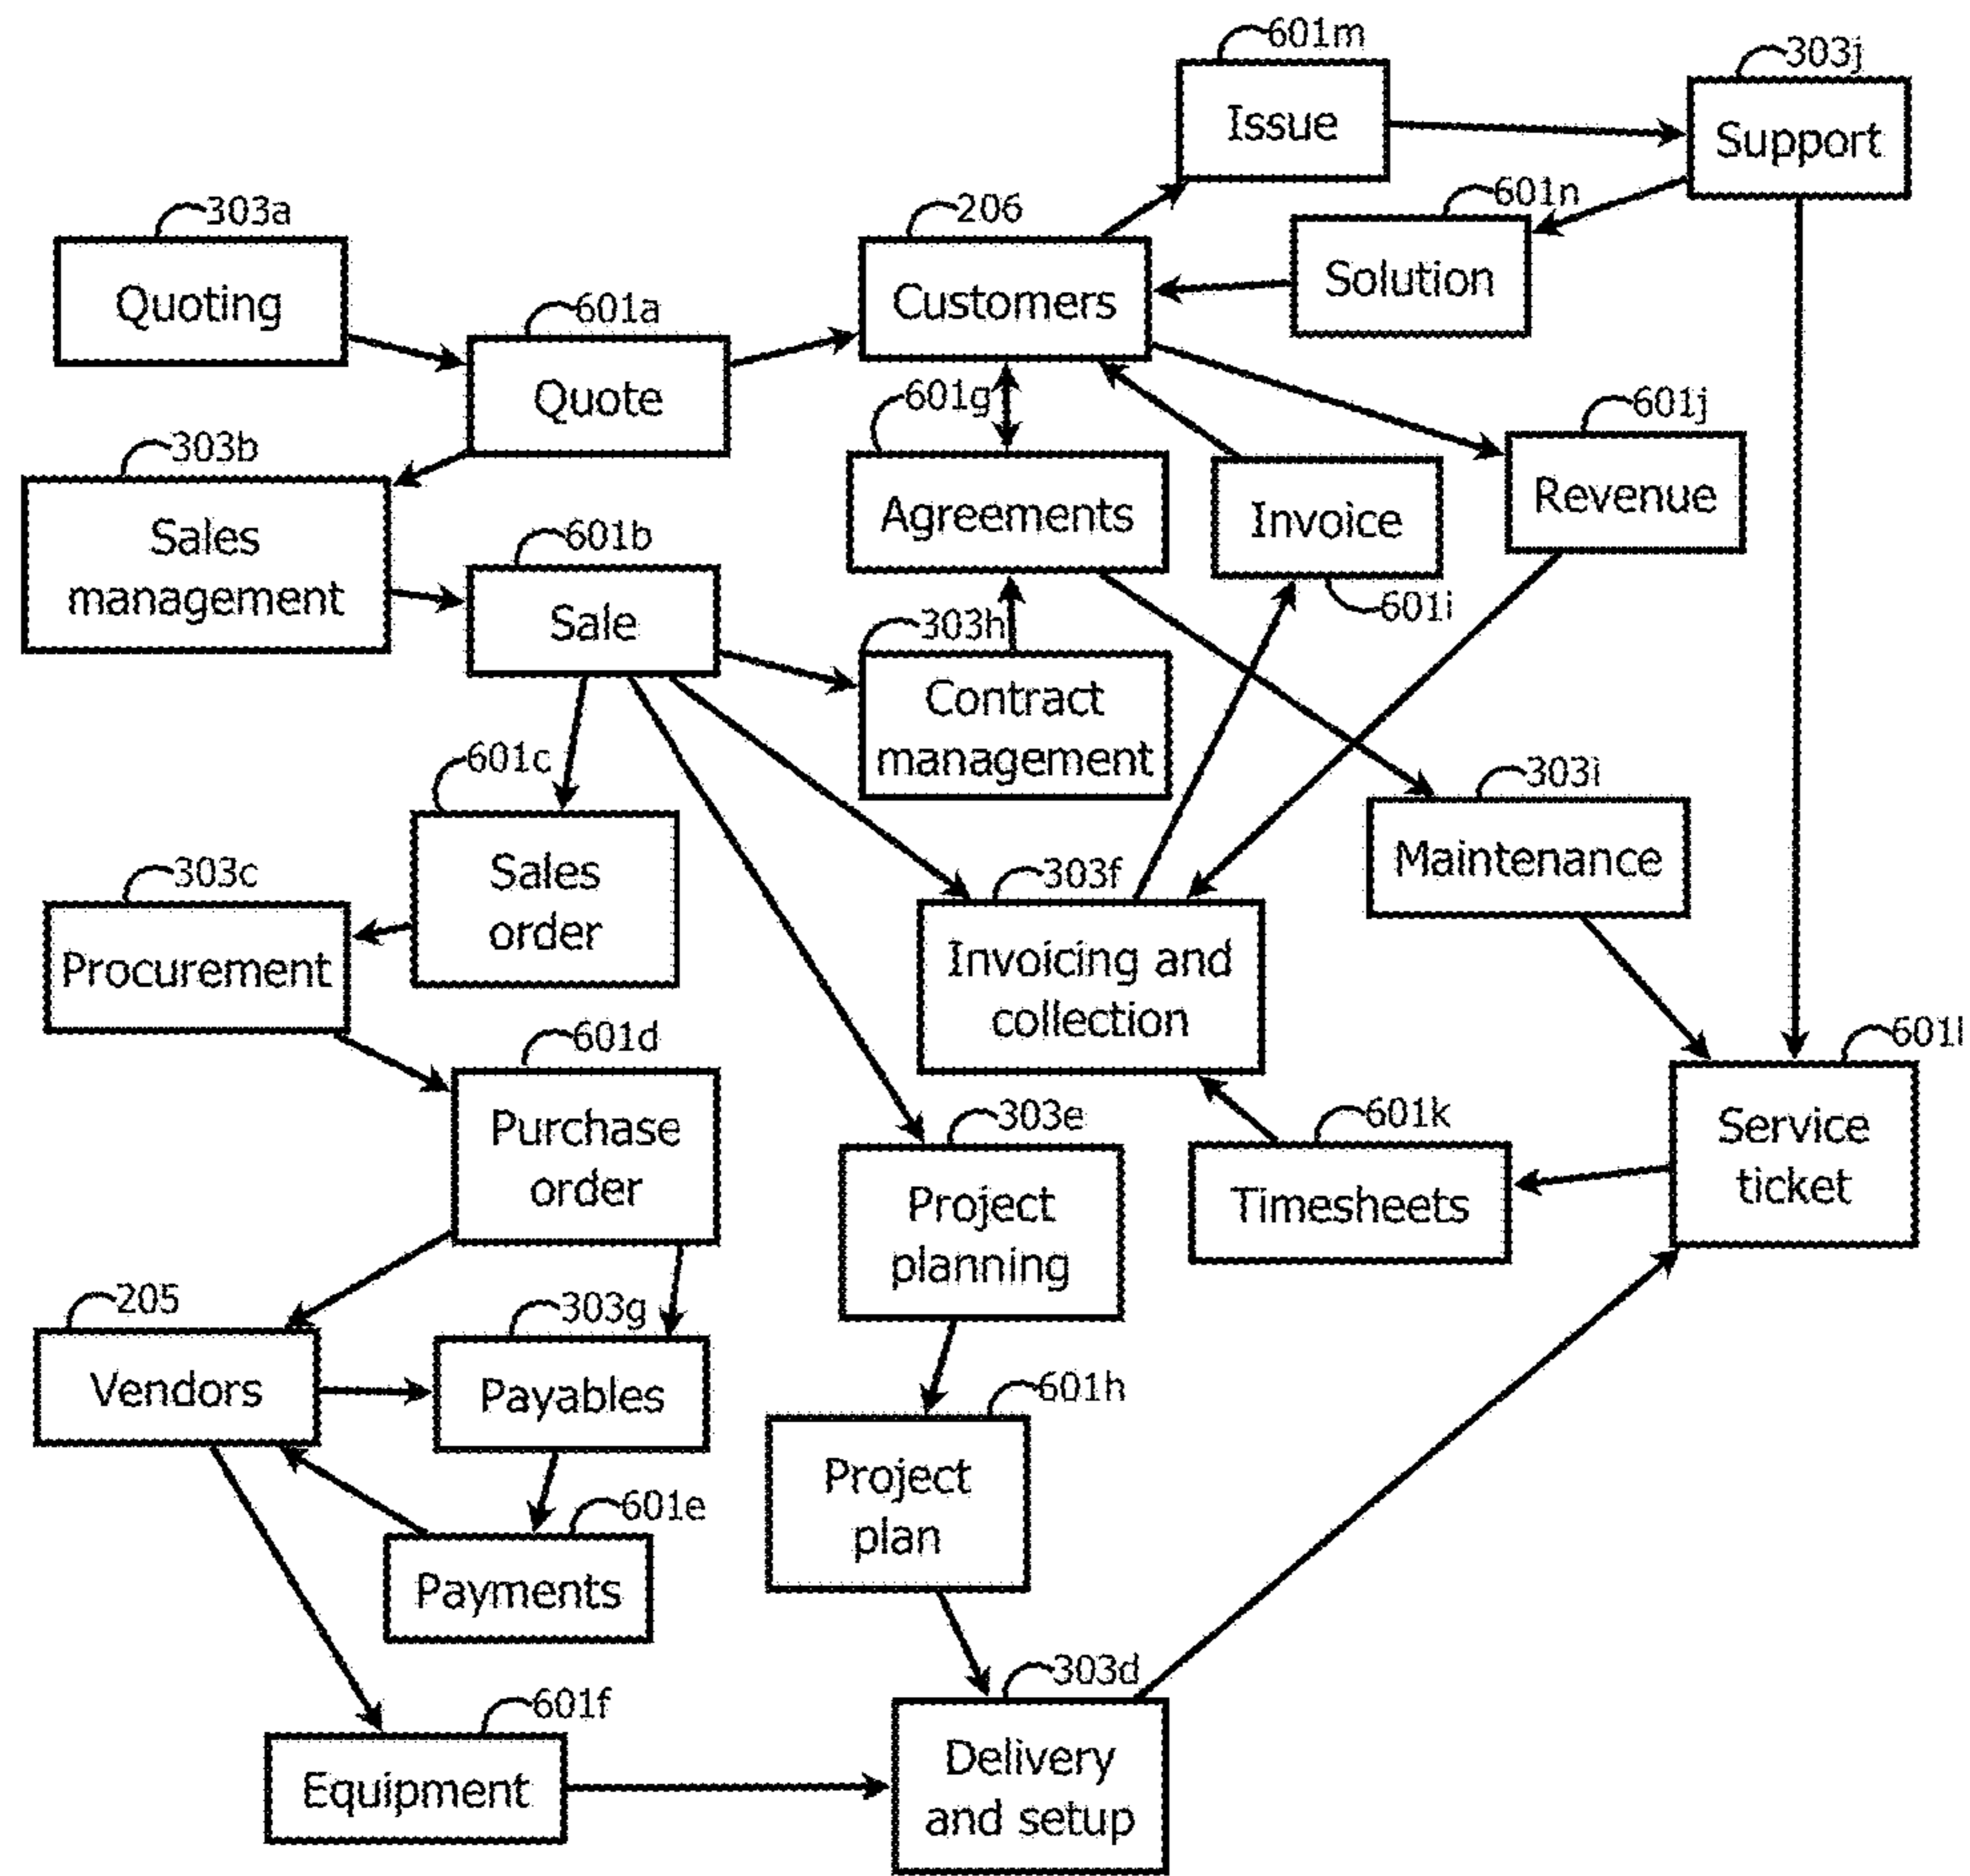 601m
303j
Issue
Support
303a
206
601n
Quoting
601a
Customers
Solution
Quote
601g
601j
303b
Agreements
Invoice
Revenue
Sales
management
601b
Sale
601i
303h
Contract
management
601c
303i
Sales
order
Maintenance
303c
303f
Procurement
Invoicing and
collection
601d
601l
Purchase
order
303e
601k
Service
ticket
Project
planning
Timesheets
205
303g
Vendors
Payables
601h
Project
plan
601e
Payments
303d
601f
Equipment
Delivery
and setup